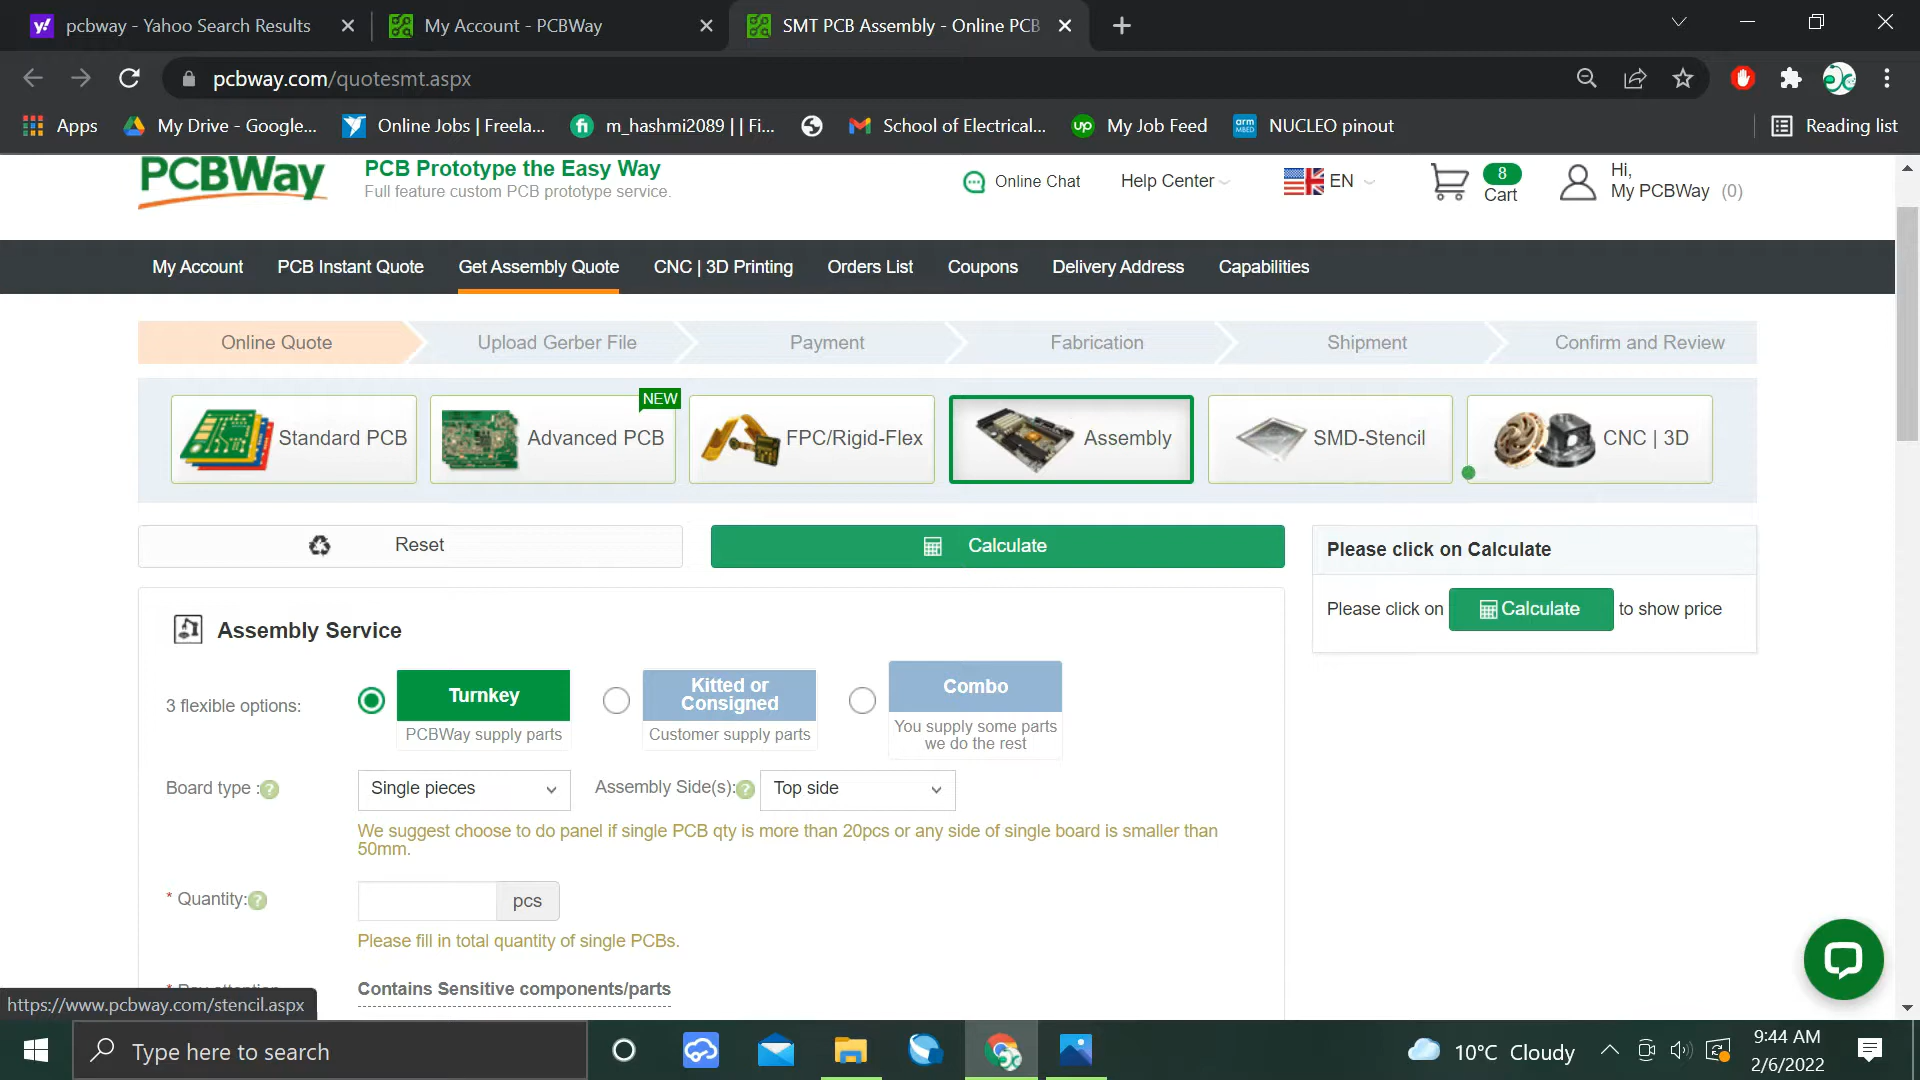 pcbway - Yahoo Search Results
My Account - PCBWay
SMT PCB Assembly - Online PCB
pcbway.com/quotesmt.aspx
Apps
My Drive - Google...
Online Jobs | Freela...
m_hashmi2089 | | Fi...
School of Electrical...
My Job Feed
NUCLEO pinout
Reading list
PCBWay
PCB Prototype the Easy Way
Full feature custom PCB prototype service.
Online Chat
Help Center
EN
8
Cart
Hi,
My PCBWay (0)
My Account
PCB Instant Quote
Get Assembly Quote
CNC | 3D Printing
Orders List
Coupons
Delivery Address
Capabilities
Online Quote
Upload Gerber File
Payment
Fabrication
Shipment
Confirm and Review
Standard PCB
NEW
Advanced PCB
FPC/Rigid-Flex
Assembly
SMD-Stencil
CNC | 3D
Reset
Calculate
Please click on Calculate
Please click on Calculate to show price
Assembly Service
3 flexible options:
Turnkey
PCBWay supply parts
Kitted or
Consigned
Customer supply parts
Combo
You supply some parts
we do the rest
Board type :?
Single pieces
Assembly Side(s):?
Top side
We suggest choose to do panel if single PCB qty is more than 20pcs or any side of single board is smaller than
50mm.
* Quantity:?
pcs
Please fill in total quantity of single PCBs.
Contains Sensitive components/parts
https://www.pcbway.com/stencil.aspx
Type here to search
10°C Cloudy
9:44 AM
2/6/2022